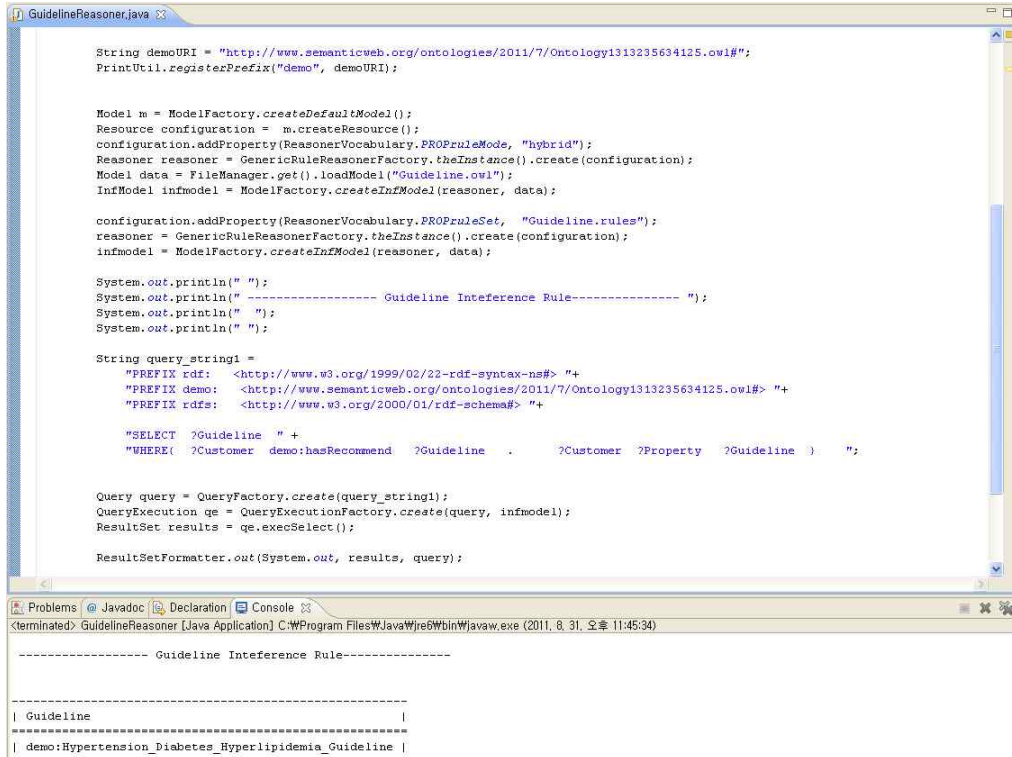 GuidelineReasoner.java
String demoURI = "http://www.semanticweb.org/ontologies/2011/7/Ontology1313235634125.owl#";
PrintUtil.registerPrefix("demo", demoURI);
Model m = ModelFactory.createDefaultModel();
Resource configuration =  m.createResource();
configuration.addProperty(ReasonerVocabulary.PROPruleMode, "hybrid");
Reasoner reasoner = GenericRuleReasonerFactory.theInstance().create(configuration);
Model data = FileManager.get().loadModel("Guideline.owl");
InfModel infmodel = ModelFactory.createInfModel(reasoner, data);
configuration.addProperty(ReasonerVocabulary.PROPruleSet,  "Guideline.rules");
reasoner = GenericRuleReasonerFactory.theInstance().create(configuration);
infmodel = ModelFactory.createInfModel(reasoner, data);
System.out.println(" ");
System.out.println(" ------------------ Guideline Inteference Rule--------------- ");
System.out.println("  ");
System.out.println(" ");
String query_string1 =
"PREFIX rdf:   <http://www.w3.org/1999/02/22-rdf-syntax-ns#> "+
"PREFIX demo:   <http://www.semanticweb.org/ontologies/2011/7/Ontology1313235634125.owl#> "+
"PREFIX rdfs:   <http://www.w3.org/2000/01/rdf-schema#> "+
"SELECT  ?Guideline  " +
"WHERE{  ?Customer  demo:hasRecommend   ?Guideline   .      ?Customer  ?Property   ?Guideline  }    ";
Query query = QueryFactory.create(query_string1);
QueryExecution qe = QueryExecutionFactory.create(query, infmodel);
ResultSet results = qe.execSelect();
ResultSetFormatter.out(System.out, results, query);
Problems @ Javadoc Declaration Console
<terminated> GuidelineReasoner [Java Application] C:₩Program Files₩Java₩jre6₩bin₩javaw.exe (2011. 8. 31. 오후 11:45:34)
------------------ Guideline Inteference Rule---------------
------------------------------------------------------
| Guideline                                          |
======================================================
| demo:Hypertension_Diabetes_Hyperlipidemia_Guideline |